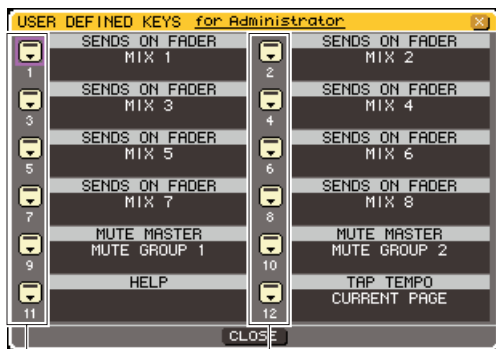 USER DEFINED KEYS for Administrator
SENDS ON FADER
MIX 1
1
SENDS ON FADER
MIX 2
2
SENDS ON FADER
MIX 3
3
SENDS ON FADER
MIX 4
4
SENDS ON FADER
MIX 5
5
SENDS ON FADER
MIX 6
6
SENDS ON FADER
MIX 7
7
SENDS ON FADER
MIX 8
8
MUTE MASTER
MUTE GROUP 1
9
MUTE MASTER
MUTE GROUP 2
10
HELP
11
TAP TEMPO
CURRENT PAGE
12
CLOSE